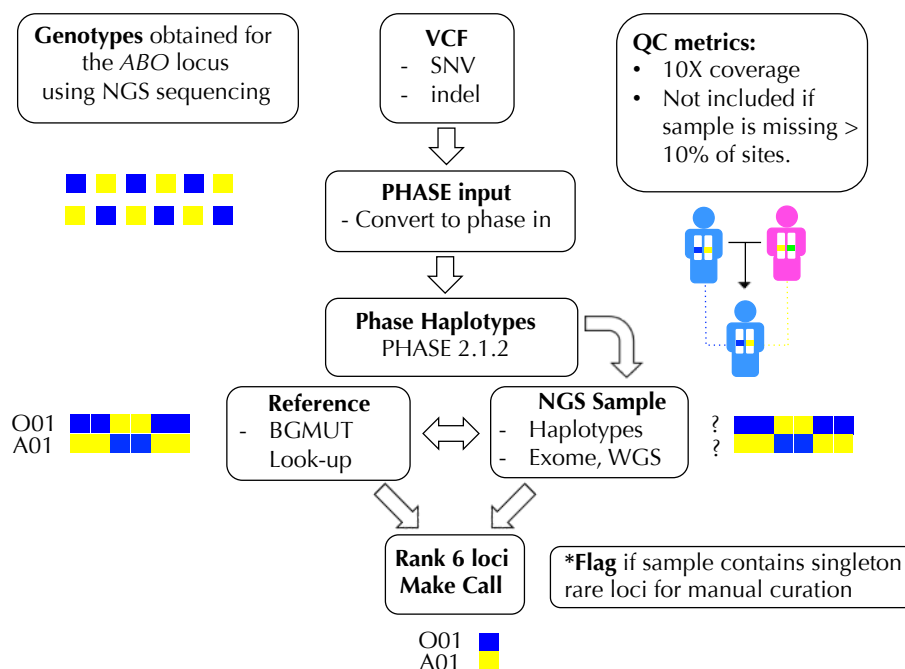 Genotypes obtained for
the ABO locus
using NGS sequencing
VCF
- SNV
- indel
QC metrics:
• 10X coverage
• Not included if
sample is missing >
10% of sites.
PHASE input
- Convert to phase in
Phase Haplotypes
PHASE 2.1.2
Reference
- BGMUT
Look-up
NGS Sample
- Haplotypes
- Exome, WGS
O01
A01
?
?
Rank 6 loci
Make Call
*Flag if sample contains singleton
rare loci for manual curation
O01
A01